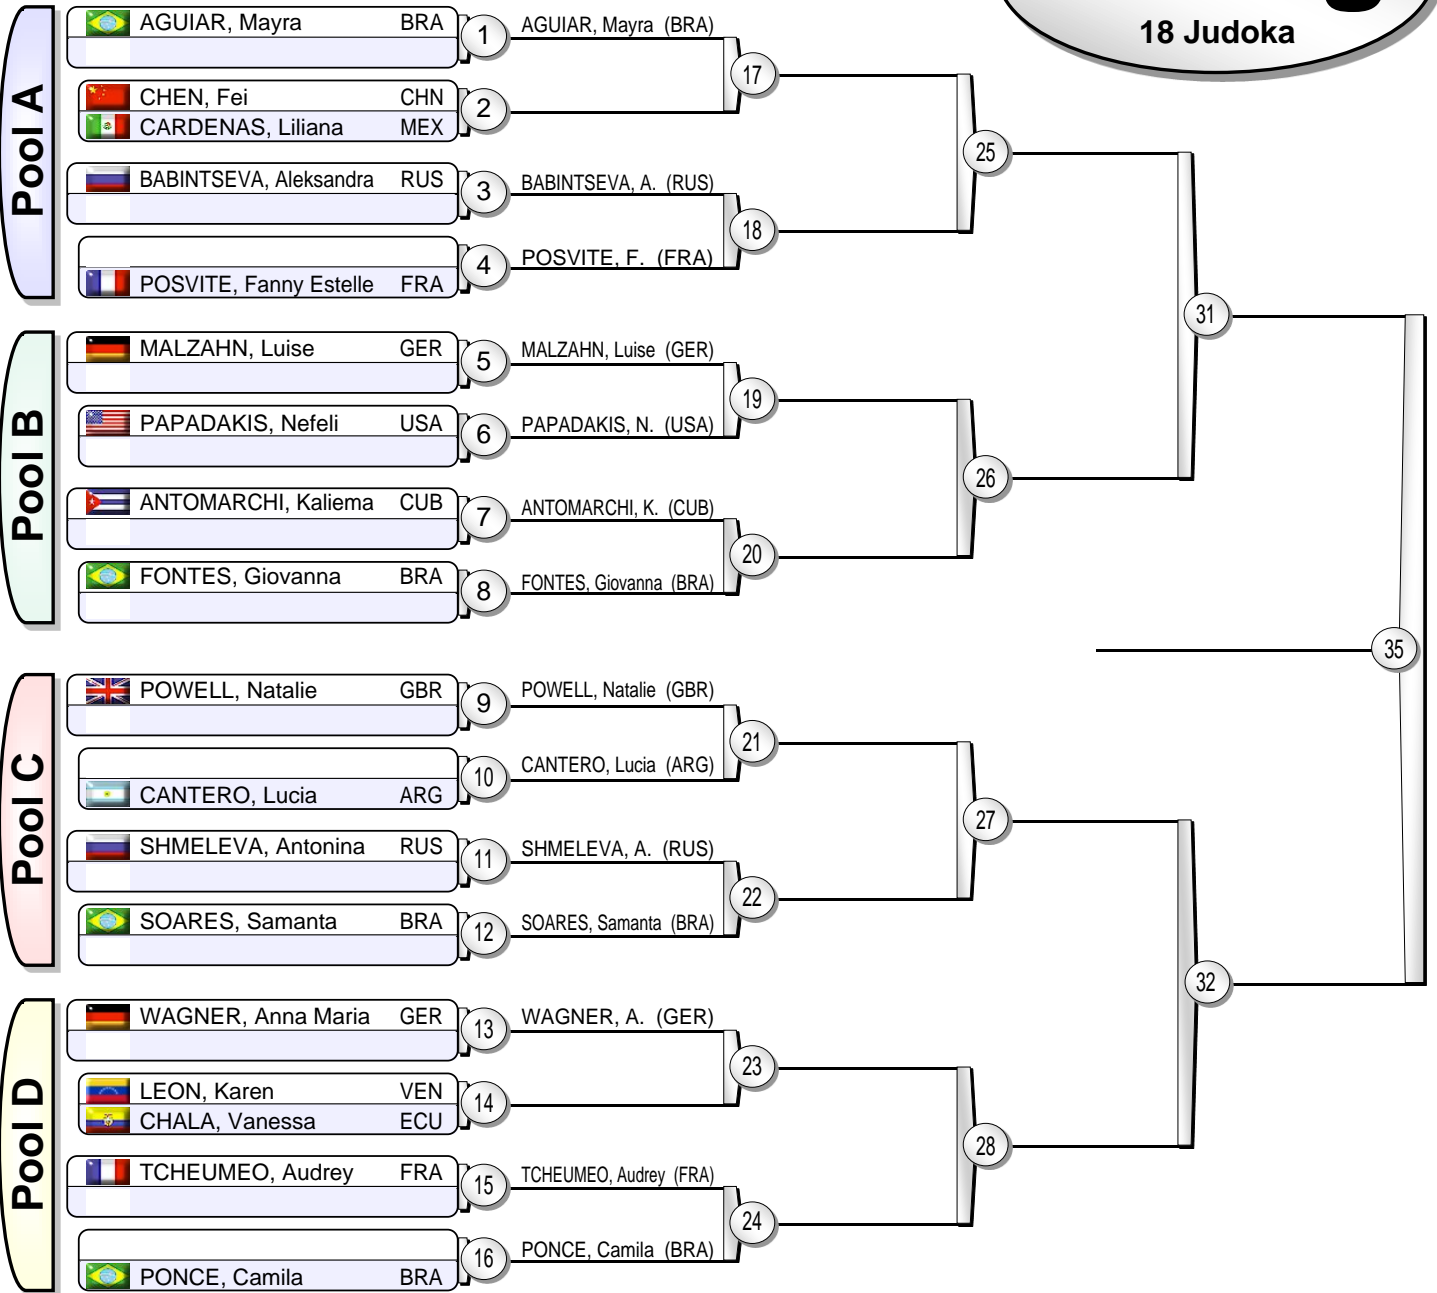 18 Judoka
Pool A
AGUIAR, Mayra BRA
1
AGUIAR, Mayra (BRA)
17
CHEN, Fei CHN
CARDENAS, Liliana MEX
2
25
BABINTSEVA, Aleksandra RUS
3
BABINTSEVA, A. (RUS)
18
POSVITE, Fanny Estelle FRA
4
POSVITE, F. (FRA)
31
Pool B
MALZAHN, Luise GER
5
MALZAHN, Luise (GER)
19
PAPADAKIS, Nefeli USA
6
PAPADAKIS, N. (USA)
26
ANTOMARCHI, Kaliema CUB
7
ANTOMARCHI, K. (CUB)
20
FONTES, Giovanna BRA
8
FONTES, Giovanna (BRA)
35
Pool C
POWELL, Natalie GBR
9
POWELL, Natalie (GBR)
21
CANTERO, Lucia ARG
10
CANTERO, Lucia (ARG)
27
SHMELEVA, Antonina RUS
11
SHMELEVA, A. (RUS)
22
SOARES, Samanta BRA
12
SOARES, Samanta (BRA)
32
Pool D
WAGNER, Anna Maria GER
13
WAGNER, A. (GER)
23
LEON, Karen VEN
CHALA, Vanessa ECU
14
28
TCHEUMEO, Audrey FRA
15
TCHEUMEO, Audrey (FRA)
24
PONCE, Camila BRA
16
PONCE, Camila (BRA)